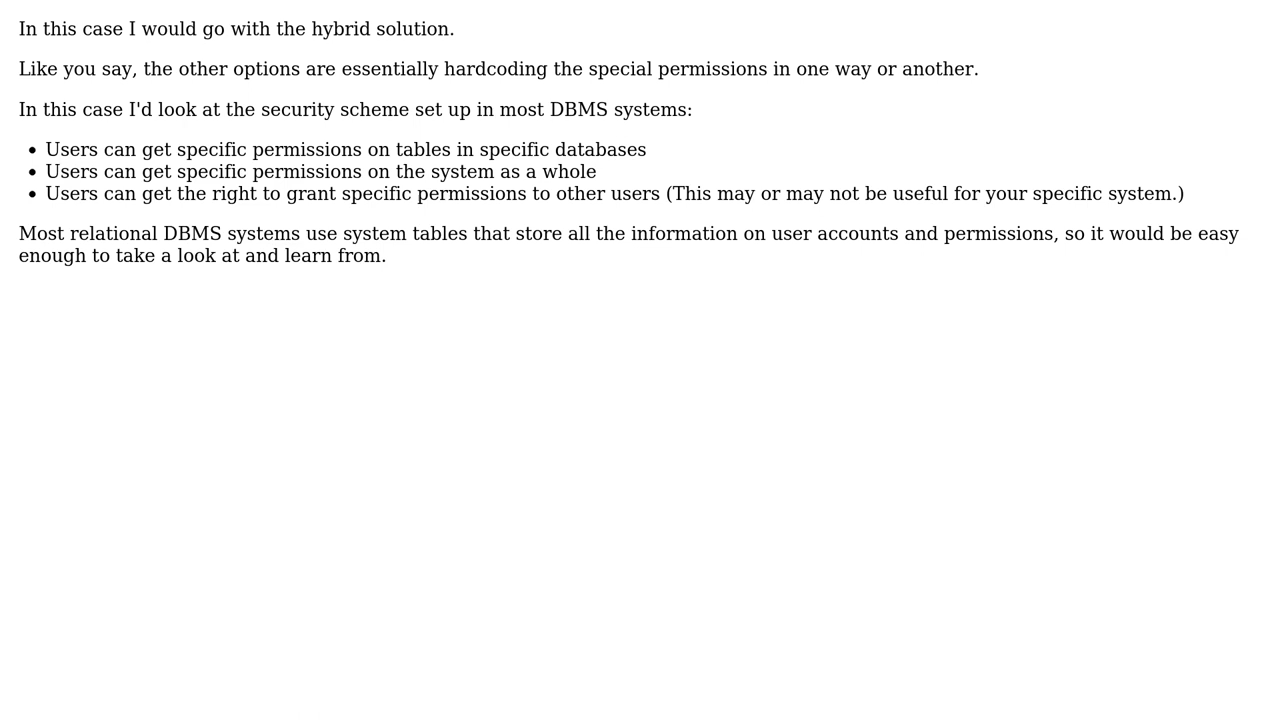 In this case I would go with the hybrid solution.
Like you say, the other options are essentially hardcoding the special permissions in one way or another.
In this case I'd look at the security scheme set up in most DBMS systems:
• Users can get specific permissions on tables in specific databases
• Users can get specific permissions on the system as a whole
• Users can get the right to grant specific permissions to other users (This may or may not be useful for your specific system.)
Most relational DBMS systems use system tables that store all the information on user accounts and permissions, so it would be easy
enough to take a look at and learn from.